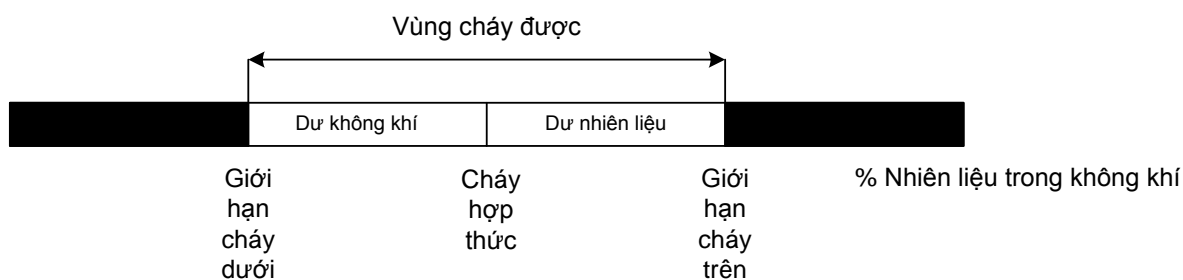 Vùng cháy được
Dư không khí
Dư nhiên liệu
Giới
hạn
cháy
dưới
Cháy
hợp
thức
Giới
hạn
cháy
trên
% Nhiên liệu trong không khí